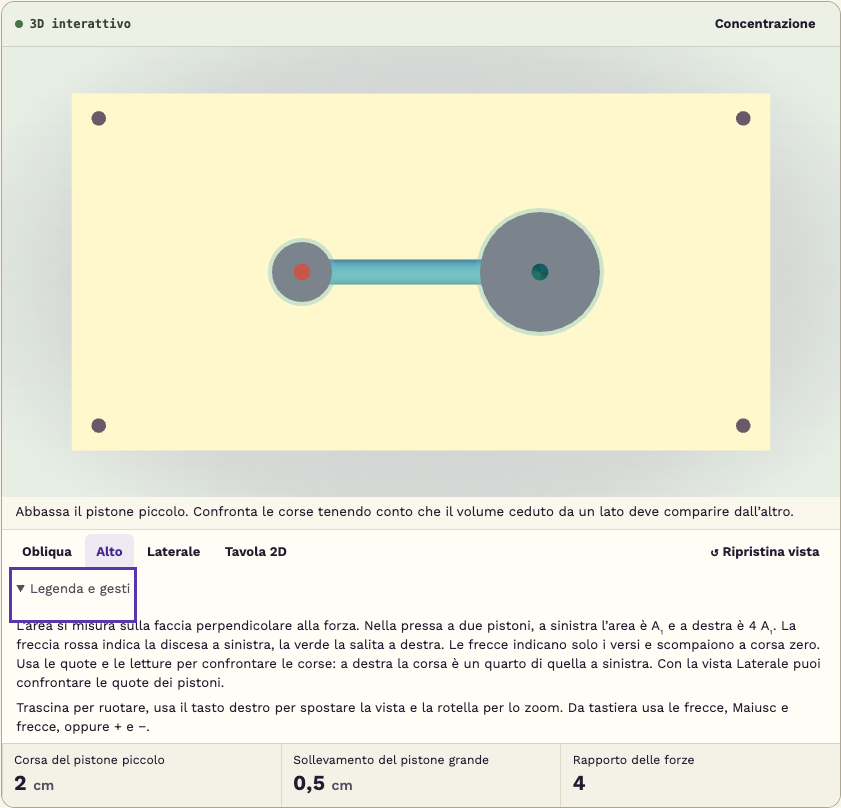 3D interattivo
Concentrazione
Abbassa il pistone piccolo. Confronta le corse tenendo conto che il volume ceduto da un lato deve comparire dall’altro.
Obliqua Alto Laterale Tavola 2D ↺ Ripristina vista
▼ Legenda e gesti
L’area si misura sulla faccia perpendicolare alla forza. Nella pressa a due pistoni, a sinistra l’area è A₁ e a destra è 4 A₁. La
freccia rossa indica la discesa a sinistra, la verde la salita a destra. Le frecce indicano solo i versi e scompaiono a corsa zero.
Usa le quote e le letture per confrontare le corse: a destra la corsa è un quarto di quella a sinistra. Con la vista Laterale puoi
confrontare le quote dei pistoni.
Trascina per ruotare, usa il tasto destro per spostare la vista e la rotella per lo zoom. Da tastiera usa le frecce, Maiusc e
frecce, oppure + e −.
Corsa del pistone piccolo
2 cm
Sollevamento del pistone grande
0,5 cm
Rapporto delle forze
4